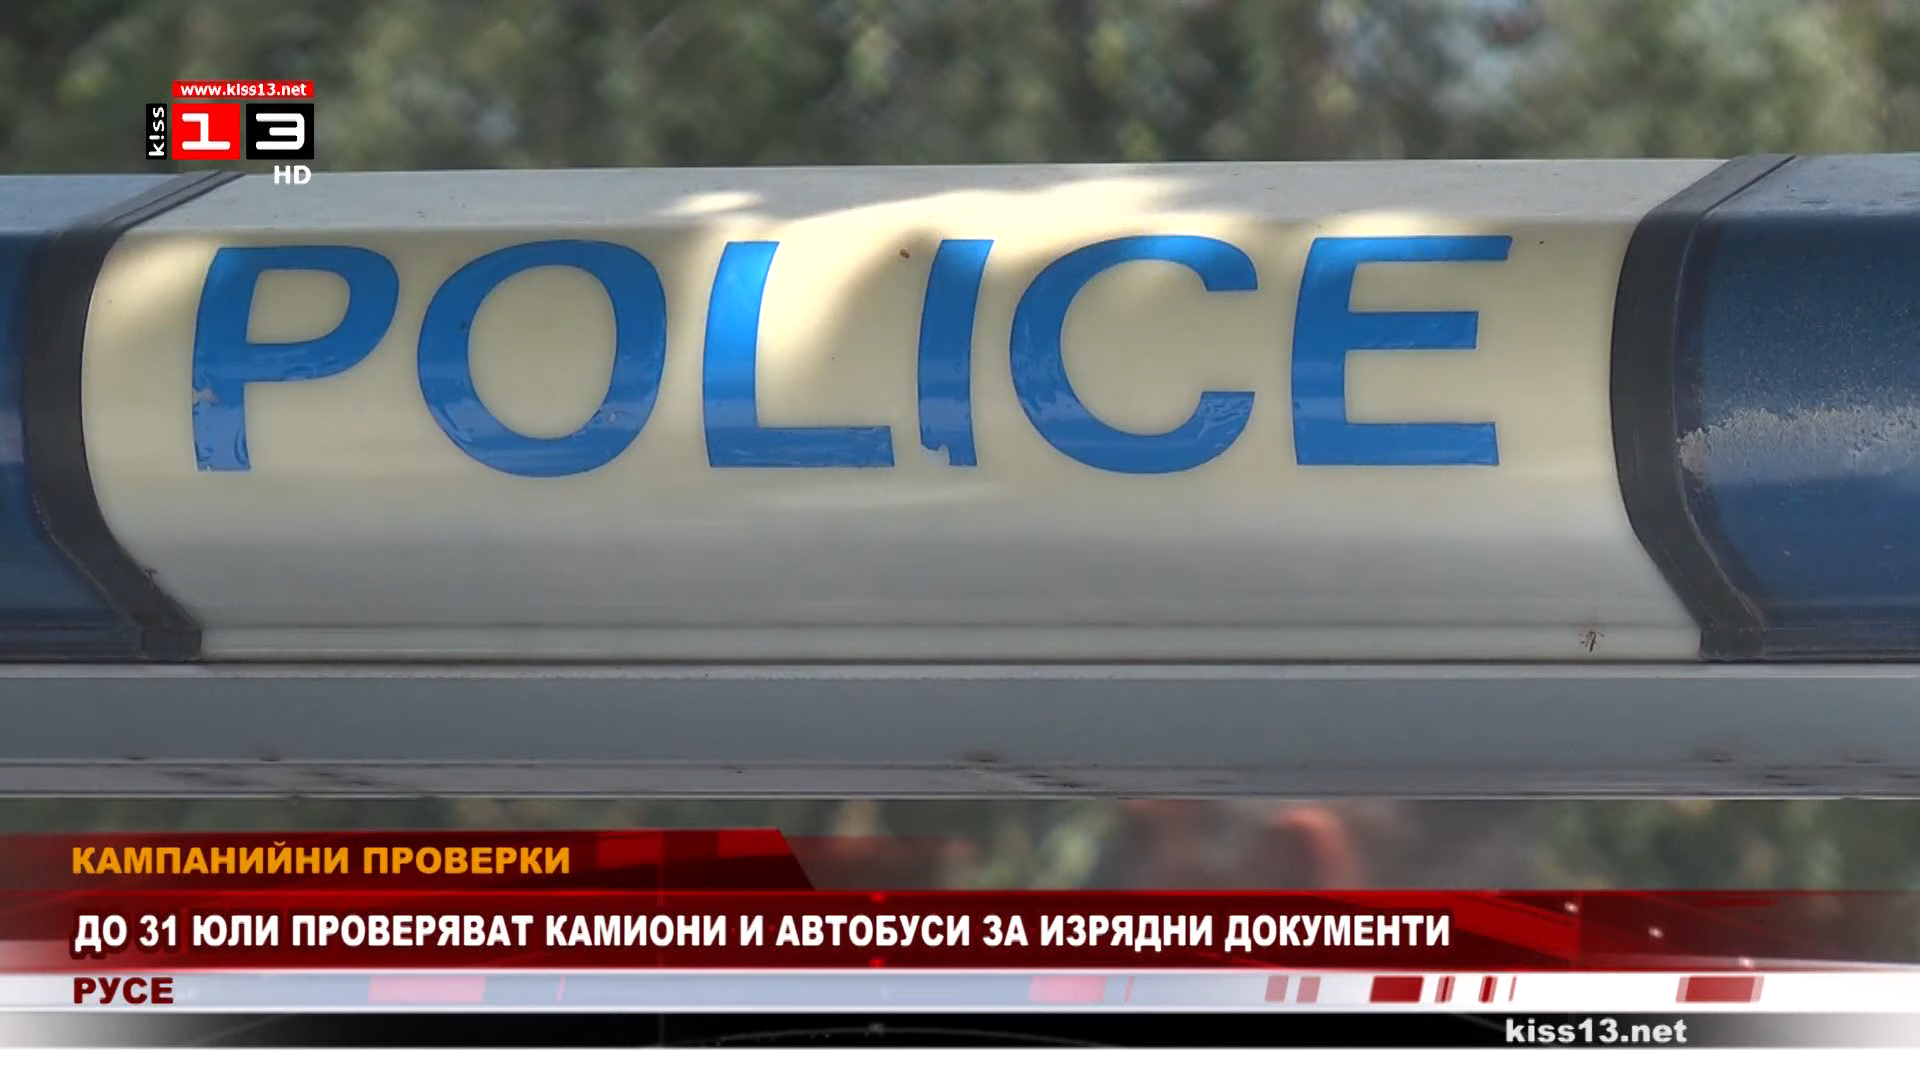 www.kiss13.net
kiss 13
HD
POLICE
КАМПАНИЙНИ ПРОВЕРКИ
ДО 31 ЮЛИ ПРОВЕРЯВАТ КАМИОНИ И АВТОБУСИ ЗА ИЗРЯДНИ ДОКУМЕНТИ
РУСЕ
kiss13.net